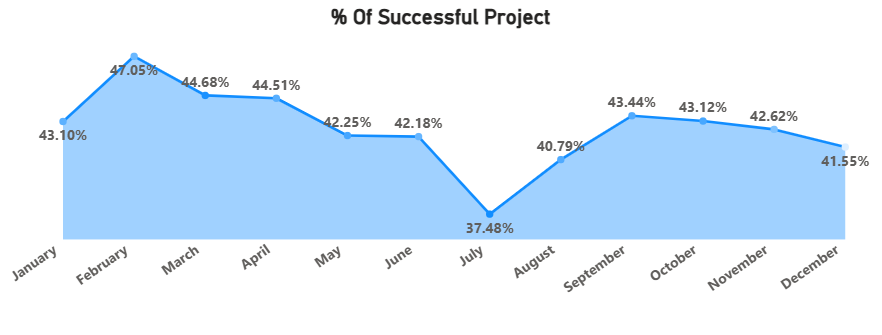 % Of Successful Project
43.10%
47.05%
44.68%
44.51%
42.25%
42.18%
37.48%
40.79%
43.44%
43.12%
42.62%
41.55%
January
February
March
April
May
June
July
August
September
October
November
December